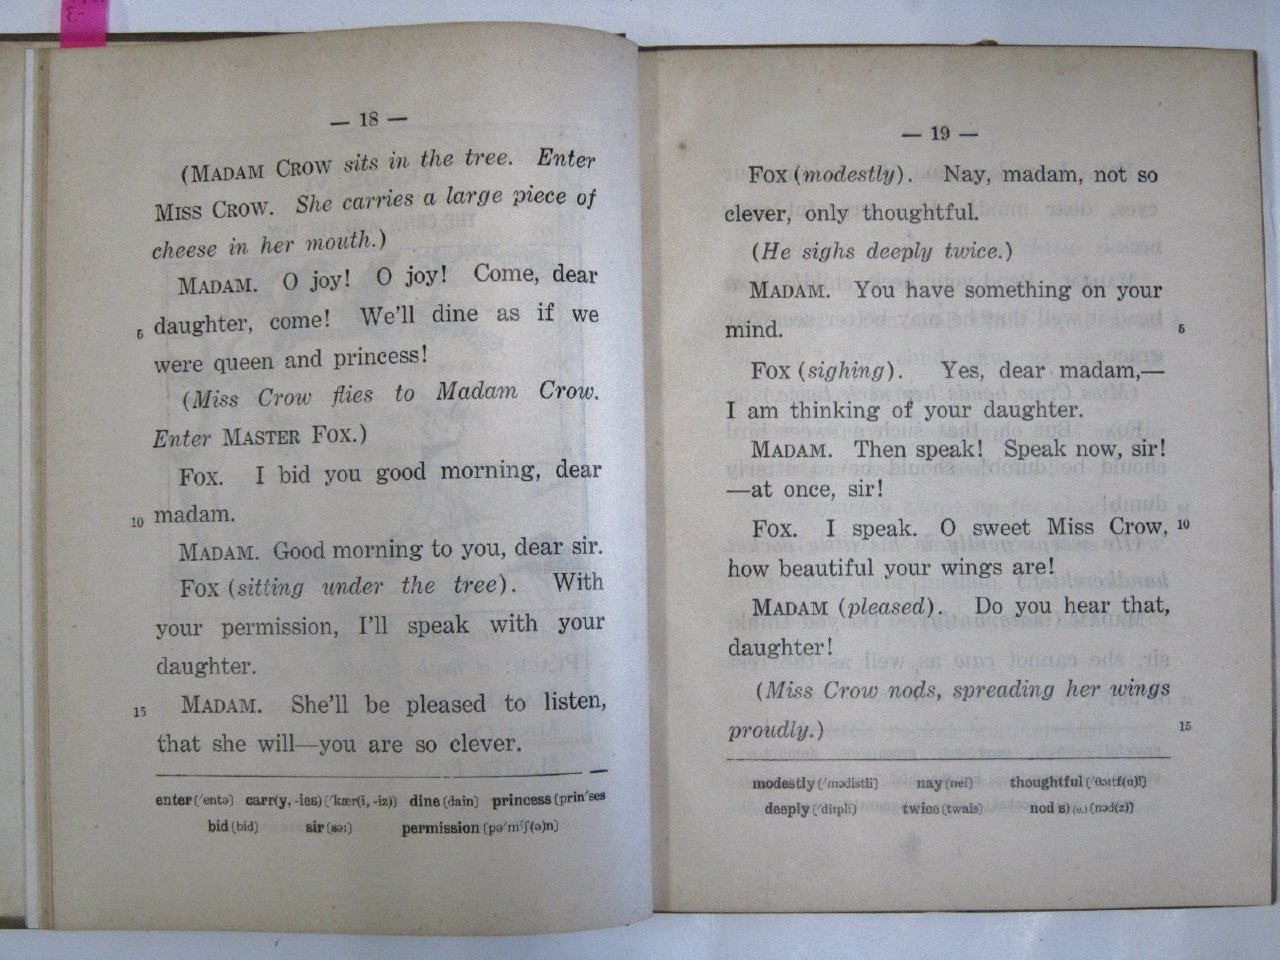 — 18 —
(MADAM CROW sits in the tree. Enter
MISS CROW. She carries a large piece of
cheese in her mouth.)
MADAM. O joy! O joy! Come, dear
5 daughter, come! We'll dine as if we
were queen and princess!
(Miss Crow flies to Madam Crow.
Enter MASTER FOX.)
FOX. I bid you good morning, dear
10 madam.
MADAM. Good morning to you, dear sir.
FOX (sitting under the tree). With
your permission, I'll speak with your
daughter.
15 MADAM. She'll be pleased to listen,
that she will—you are so clever.
enter [ˈentə] carr(y, -ies) [ˈkær(i, -iz)] dine [dain] princess [prinˈses
bid [bid] sir [səː] permission [pəˈmiʃ(ə)n]
— 19 —
FOX (modestly). Nay, madam, not so
clever, only thoughtful.
(He sighs deeply twice.)
MADAM. You have something on your
mind. 5
FOX (sighing). Yes, dear madam,—
I am thinking of your daughter.
MADAM. Then speak! Speak now, sir!
—at once, sir!
FOX. I speak. O sweet Miss Crow, 10
how beautiful your wings are!
MADAM (pleased). Do you hear that,
daughter!
(Miss Crow nods, spreading her wings
proudly.) 15
modestly [ˈmɔdistli] nay [nei] thoughtful [ˈθɔːtf(u)l]
deeply [ˈdiːpli] twice [twais] nod s) (v.) [nɔd(z)]